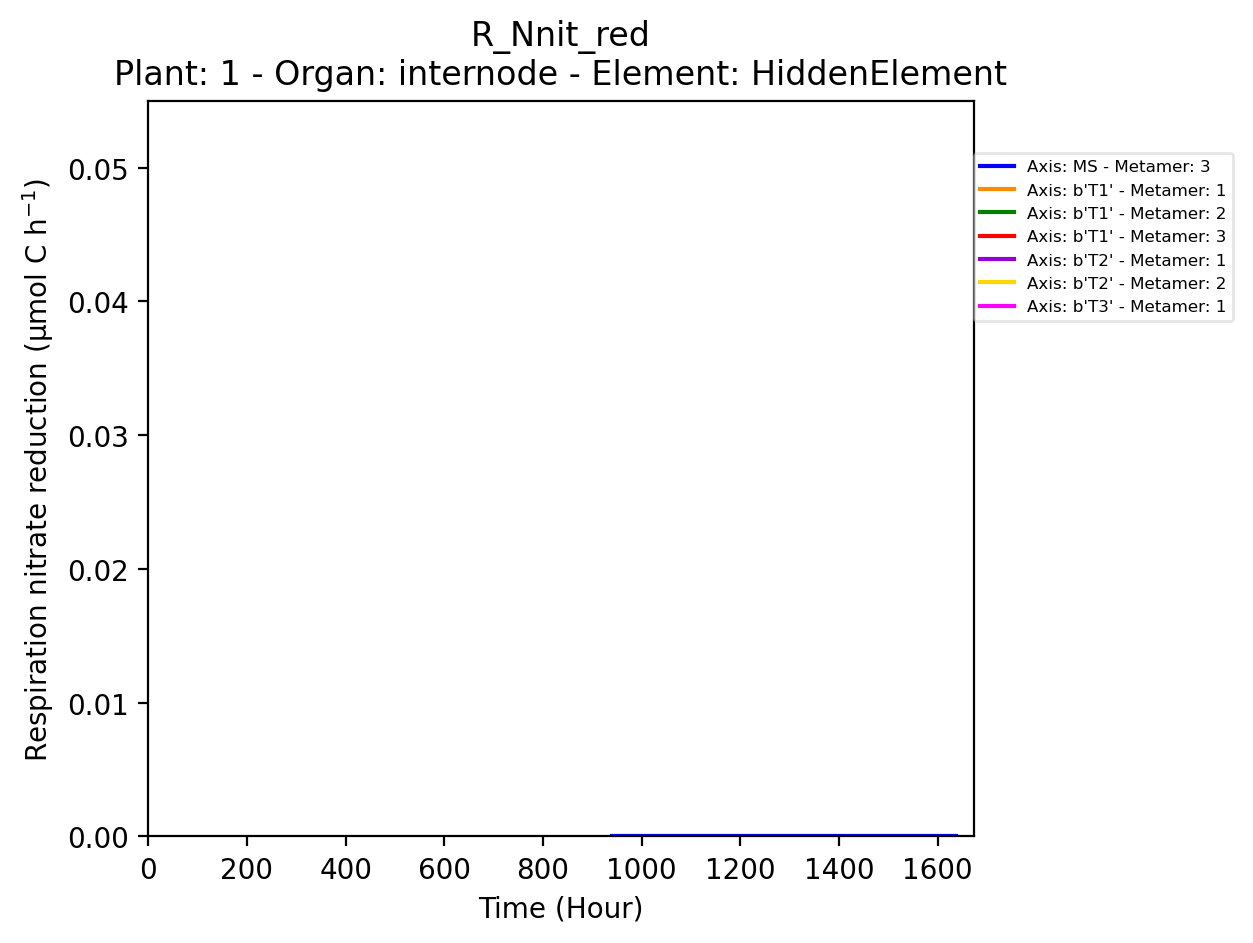 R_Nnit_red
Plant: 1 - Organ: internode - Element: HiddenElement
Respiration nitrate reduction (µmol C h⁻¹)
0.05
0.04
0.03
0.02
0.01
0.00
0 200 400 600 800 1000 1200 1400 1600
Time (Hour)
Axis: MS - Metamer: 3
Axis: b'T1' - Metamer: 1
Axis: b'T1' - Metamer: 2
Axis: b'T1' - Metamer: 3
Axis: b'T2' - Metamer: 1
Axis: b'T2' - Metamer: 2
Axis: b'T3' - Metamer: 1